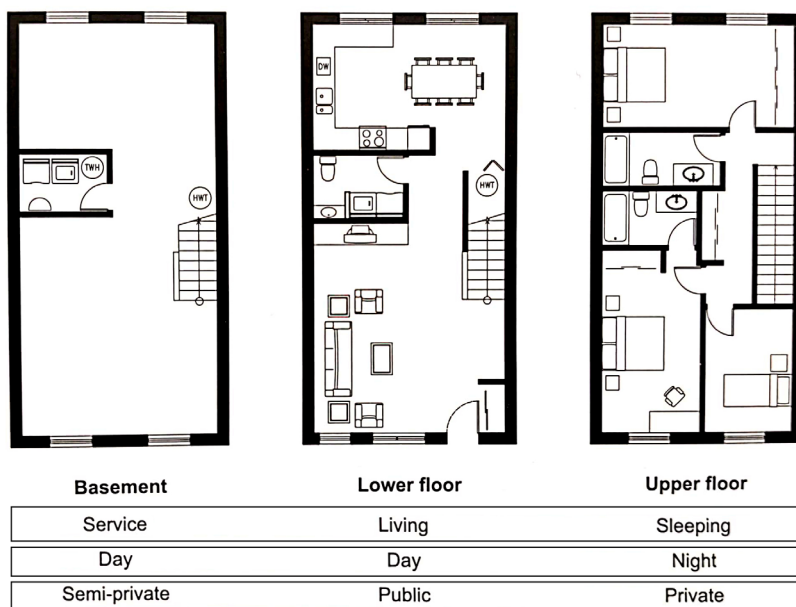 DW
TWH
HWT
HWT
Basement Lower floor Upper floor
Service Living Sleeping
Day Day Night
Semi-private Public Private